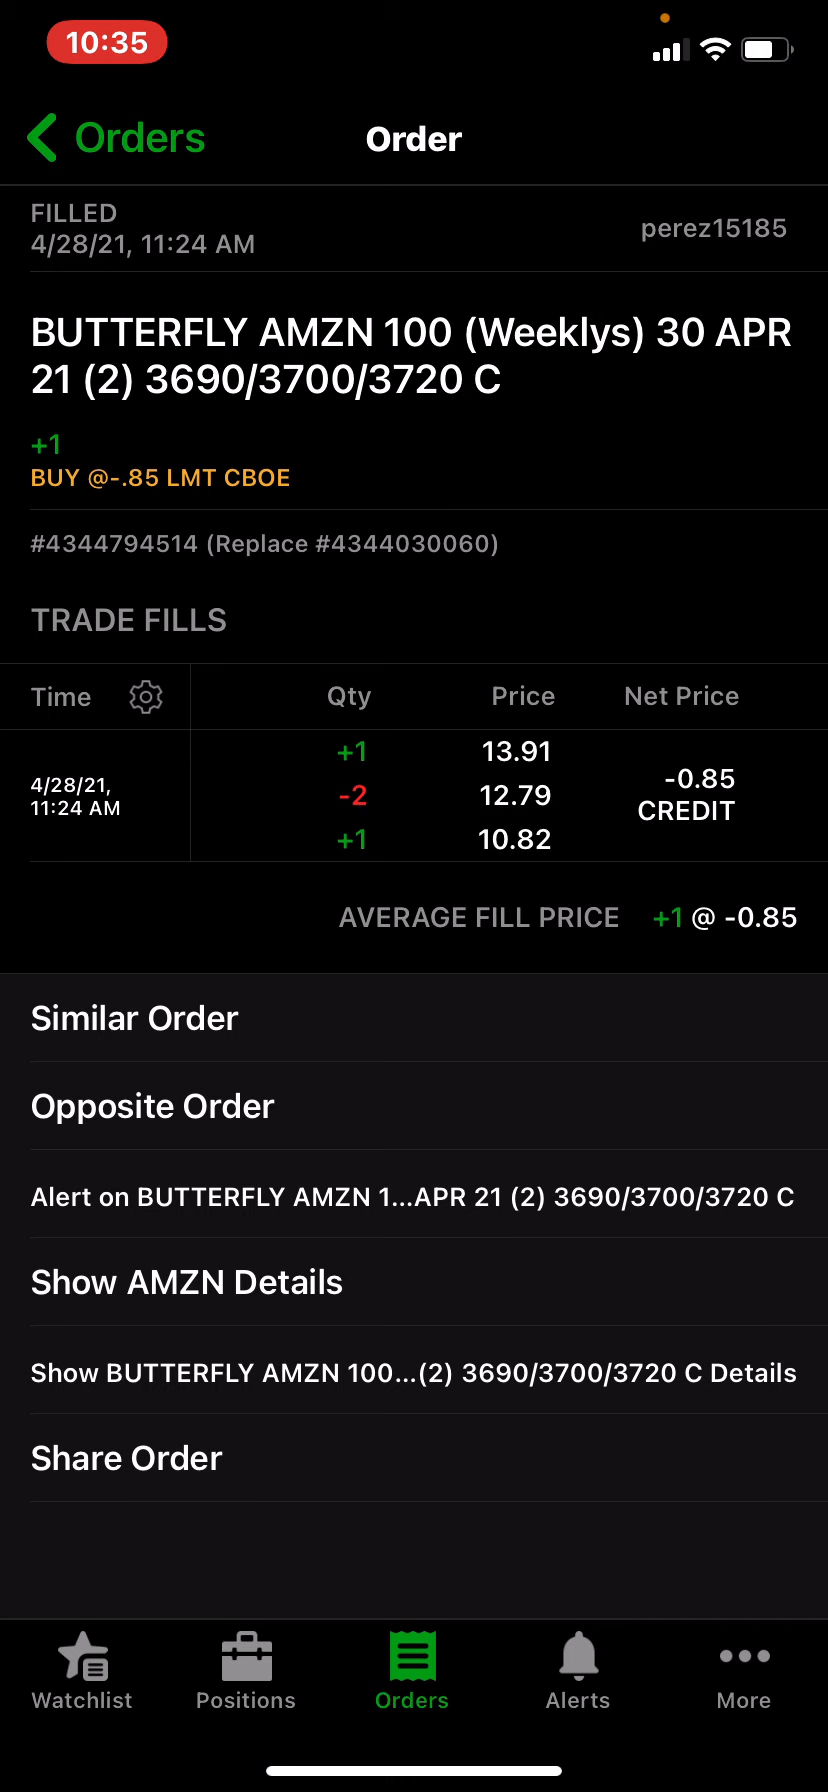 10:35
Orders
Order
FILLED
4/28/21, 11:24 AM
perez15185
BUTTERFLY AMZN 100 (Weeklys) 30 APR
21 (2) 3690/3700/3720 C
+1
BUY @-.85 LMT CBOE
#4344794514 (Replace #4344030060)
TRADE FILLS
Time Qty Price Net Price
4/28/21,
11:24 AM
+1 13.91
-2 12.79
+1 10.82
-0.85
CREDIT
AVERAGE FILL PRICE +1 @ -0.85
Similar Order
Opposite Order
Alert on BUTTERFLY AMZN 1...APR 21 (2) 3690/3700/3720 C
Show AMZN Details
Show BUTTERFLY AMZN 100...(2) 3690/3700/3720 C Details
Share Order
Watchlist Positions Orders Alerts More